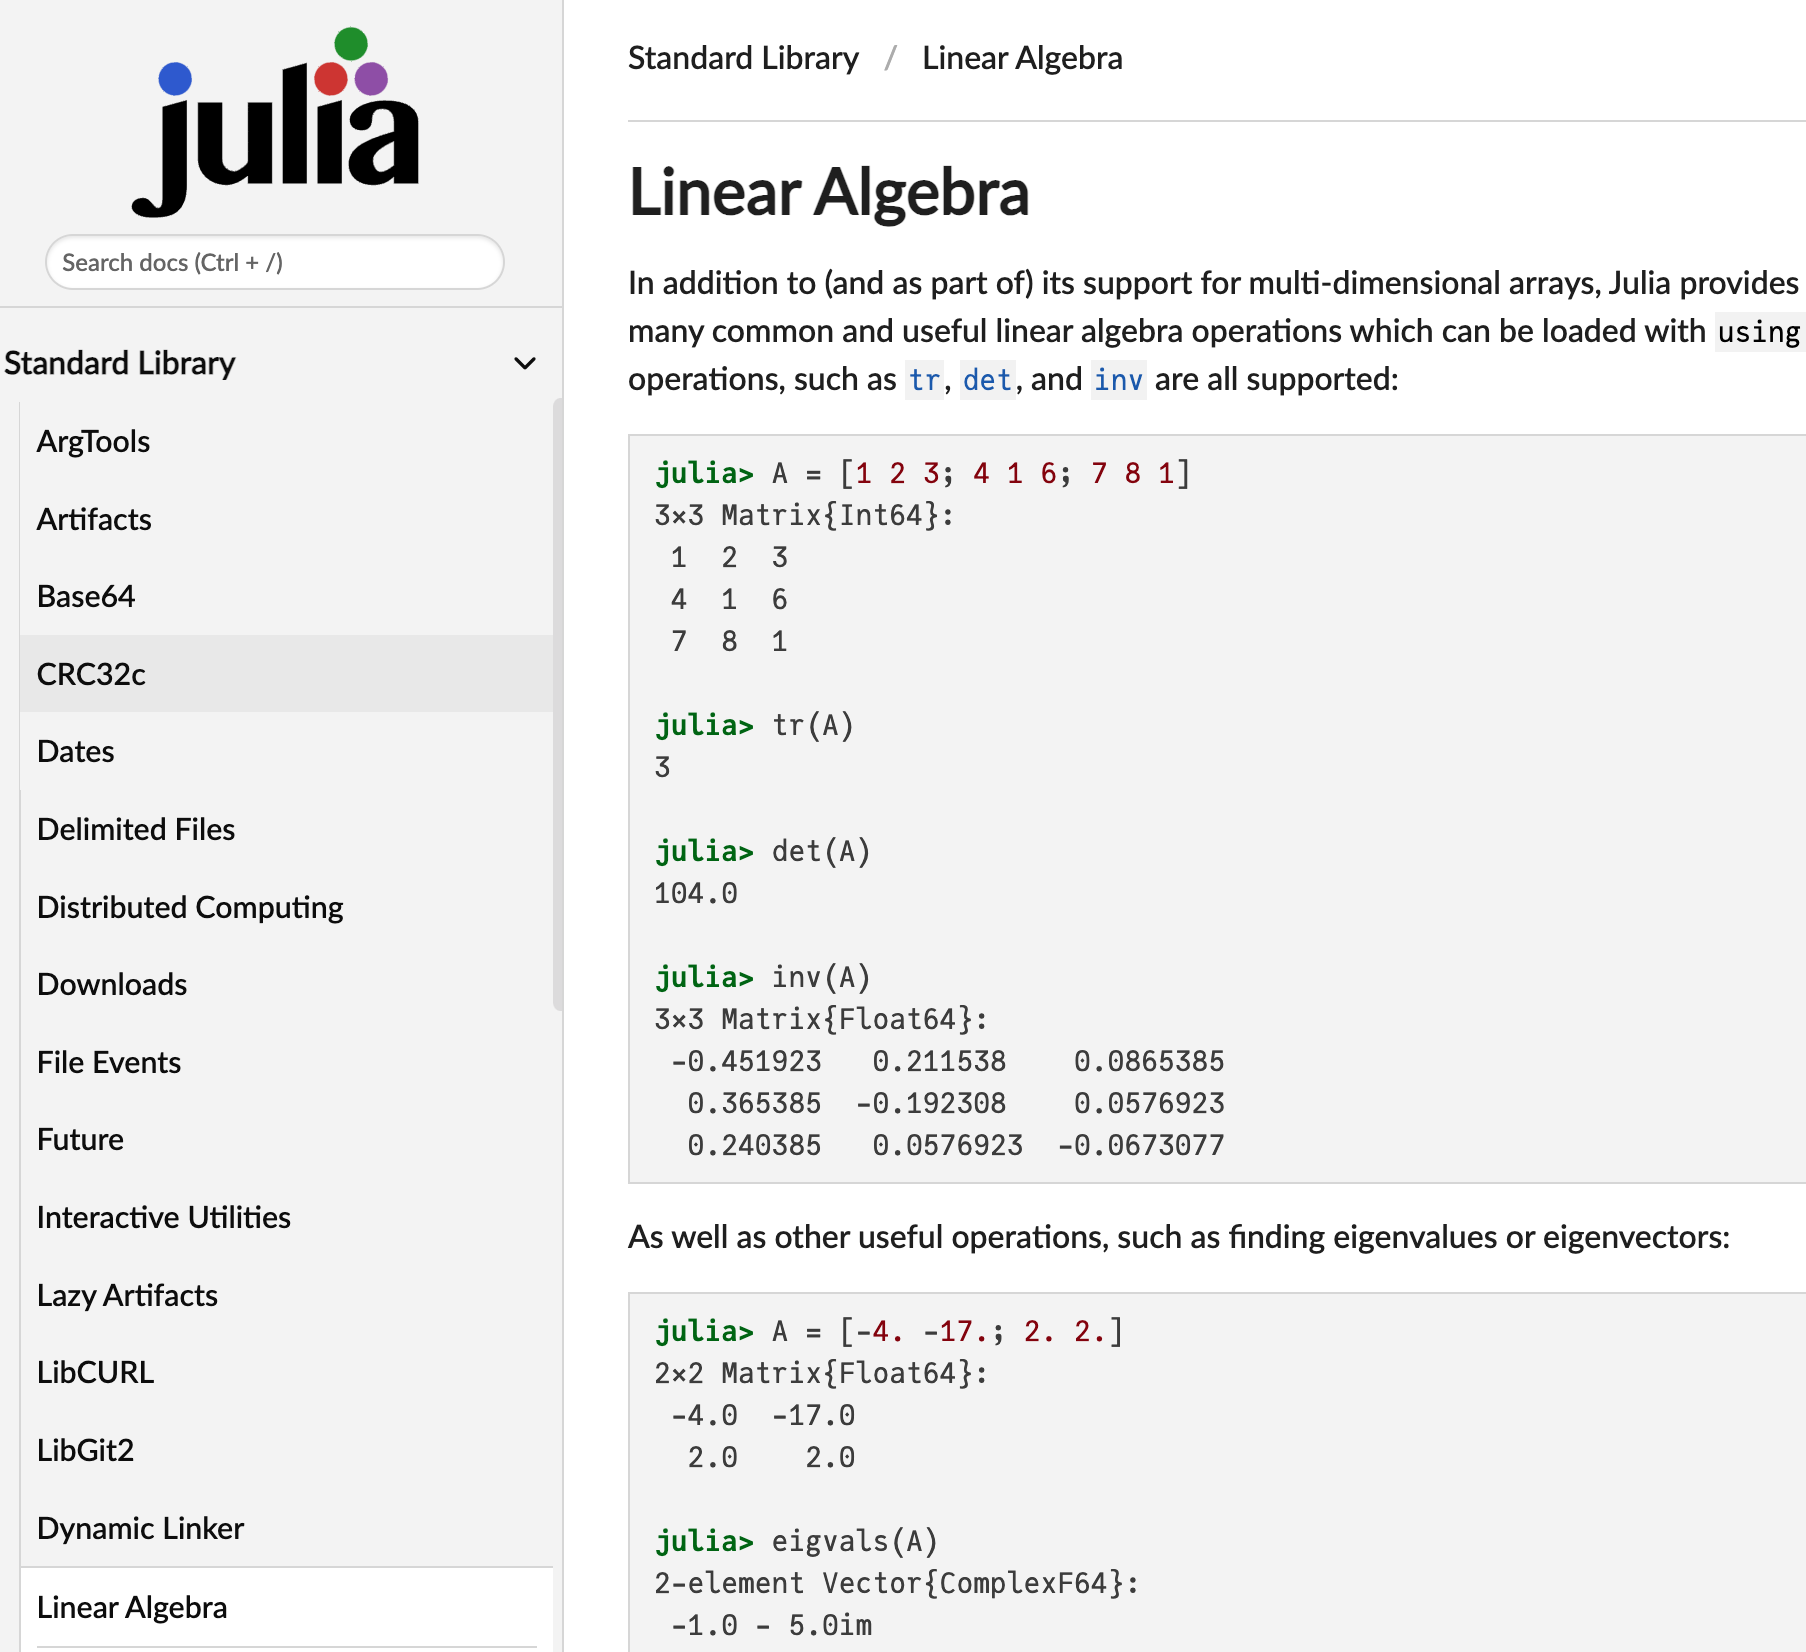 julia
Search docs (Ctrl + /)
Standard Library
ArgTools
Artifacts
Base64
CRC32c
Dates
Delimited Files
Distributed Computing
Downloads
File Events
Future
Interactive Utilities
Lazy Artifacts
LibCURL
LibGit2
Dynamic Linker
Linear Algebra
Standard Library / Linear Algebra
Linear Algebra
In addition to (and as part of) its support for multi-dimensional arrays, Julia provides
many common and useful linear algebra operations which can be loaded with using
operations, such as tr, det, and inv are all supported:
julia> A = [1 2 3; 4 1 6; 7 8 1]
3×3 Matrix{Int64}:
 1  2  3
 4  1  6
 7  8  1
julia> tr(A)
3
julia> det(A)
104.0
julia> inv(A)
3×3 Matrix{Float64}:
 -0.451923   0.211538    0.0865385
  0.365385  -0.192308    0.0576923
  0.240385   0.0576923  -0.0673077
As well as other useful operations, such as finding eigenvalues or eigenvectors:
julia> A = [-4. -17.; 2. 2.]
2×2 Matrix{Float64}:
 -4.0  -17.0
  2.0    2.0
julia> eigvals(A)
2-element Vector{ComplexF64}:
 -1.0 - 5.0im